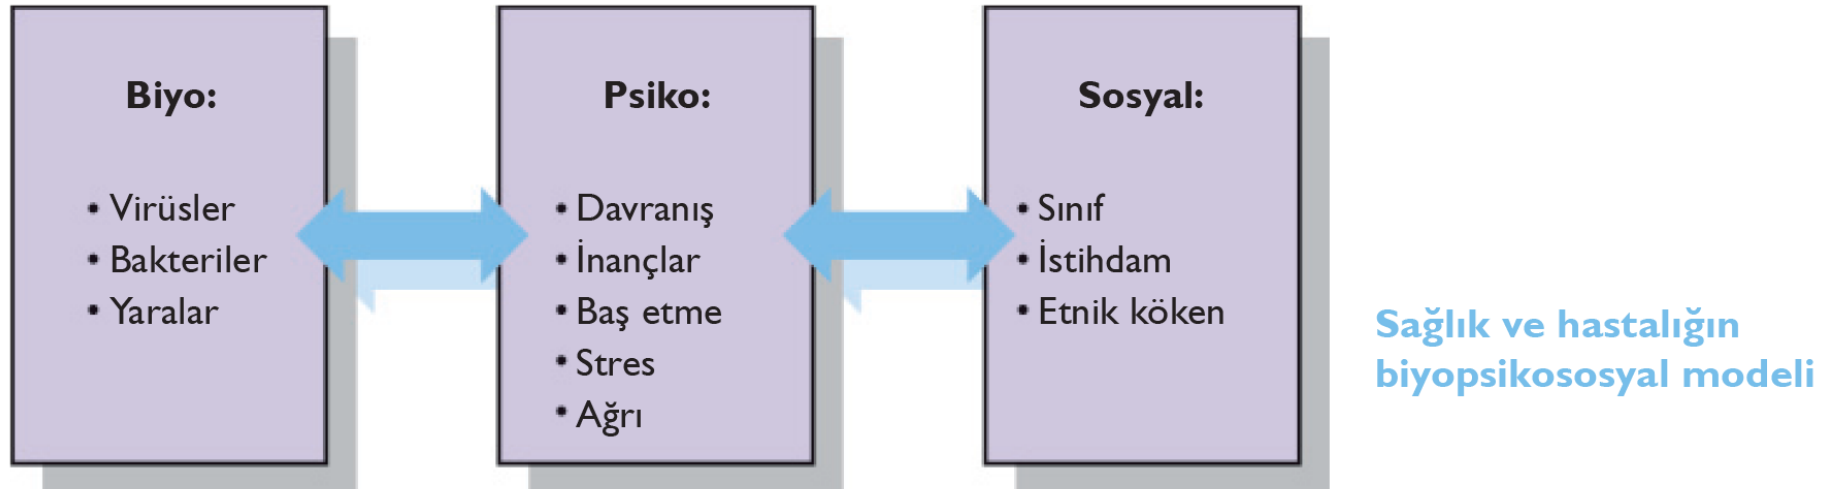 Biyo:
• Virüsler
• Bakteriler
• Yaralar
Psiko:
• Davranış
• İnançlar
• Baş etme
• Stres
• Ağrı
Sosyal:
• Sınıf
• İstihdam
• Etnik köken
Sağlık ve hastalığın
biyopsikososyal modeli